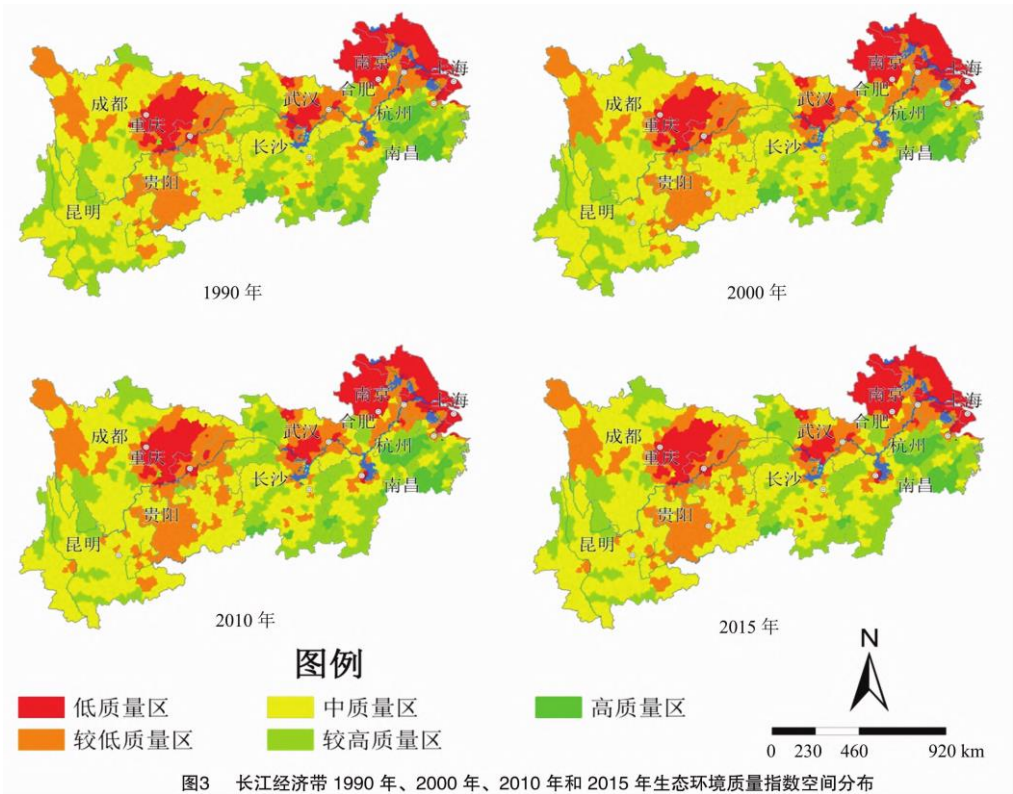 南京
上海
合肥
武汉
成都
杭州
重庆
长沙
南昌
贵阳
昆明
1990 年
南京
上海
合肥
武汉
成都
杭州
重庆
长沙
南昌
贵阳
昆明
2000 年
南京
上海
合肥
武汉
成都
杭州
重庆
长沙
南昌
贵阳
昆明
2010 年
南京
上海
合肥
武汉
成都
杭州
重庆
长沙
南昌
贵阳
昆明
2015 年
图例
低质量区
中质量区
高质量区
较低质量区
较高质量区
N
0 230 460 920 km
图3 长江经济带 1990 年、2000 年、2010 年和 2015 年生态环境质量指数空间分布